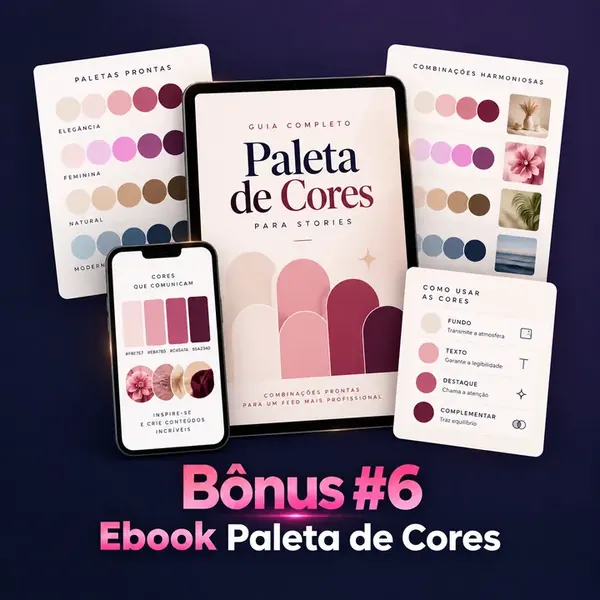 PALETAS PRONTAS
ELEGÂNCIA
FEMININA
NATURAL
GUIA COMPLETO
Paleta
de Cores
PARA STORIES
COMBINAÇÕES PRONTAS
PARA UM FEED MAIS PROFISSIONAL
COMBINAÇÕES HARMONIOSAS
CORES
QUE COMUNICAM
INSPIRE-SE
E CRIE CONTEÚDOS
INCRÍVEIS
COMO USAR
AS CORES
FUNDO
Transmite a atmosfera
TEXTO
Garante a legibilidade
DESTAQUE
Chama a atenção
COMPLEMENTAR
Traz equilíbrio
Bônus #6
Ebook Paleta de Cores